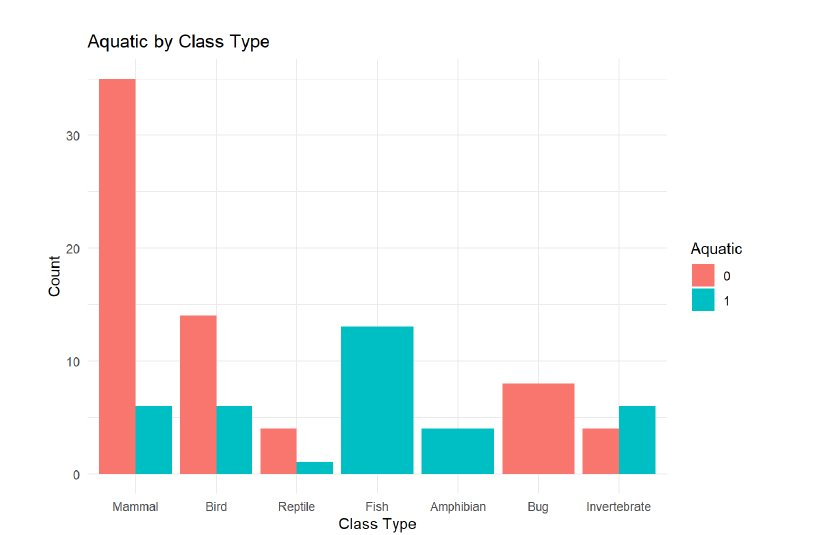 Aquatic by Class Type
Count
30
20
10
0
Mammal Bird Reptile Fish Amphibian Bug Invertebrate
Class Type
Aquatic
0
1